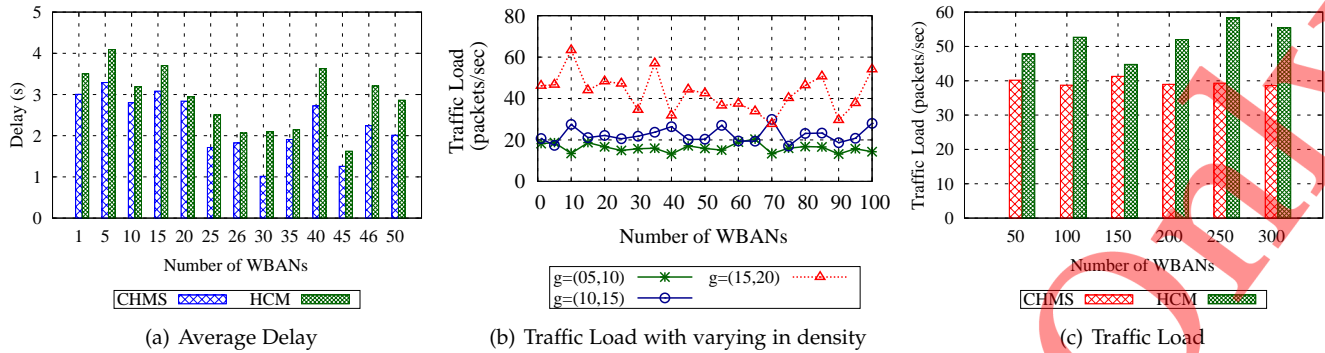 5
4
3
2
1
0
Delay (s)
1 5 10 15 20 25 26 30 35 40 45 46 50
Number of WBANs
CHMS HCM
(a) Average Delay
80
60
40
20
0
Traffic Load
(packets/sec)
0 10 20 30 40 50 60 70 80 90 100
Number of WBANs
g=(05,10) g=(15,20)
g=(10,15)
(b) Traffic Load with varying in density
60
50
40
30
20
10
0
Traffic Load (packets/sec)
50 100 150 200 250 300
Number of WBANs
CHMS HCM
(c) Traffic Load